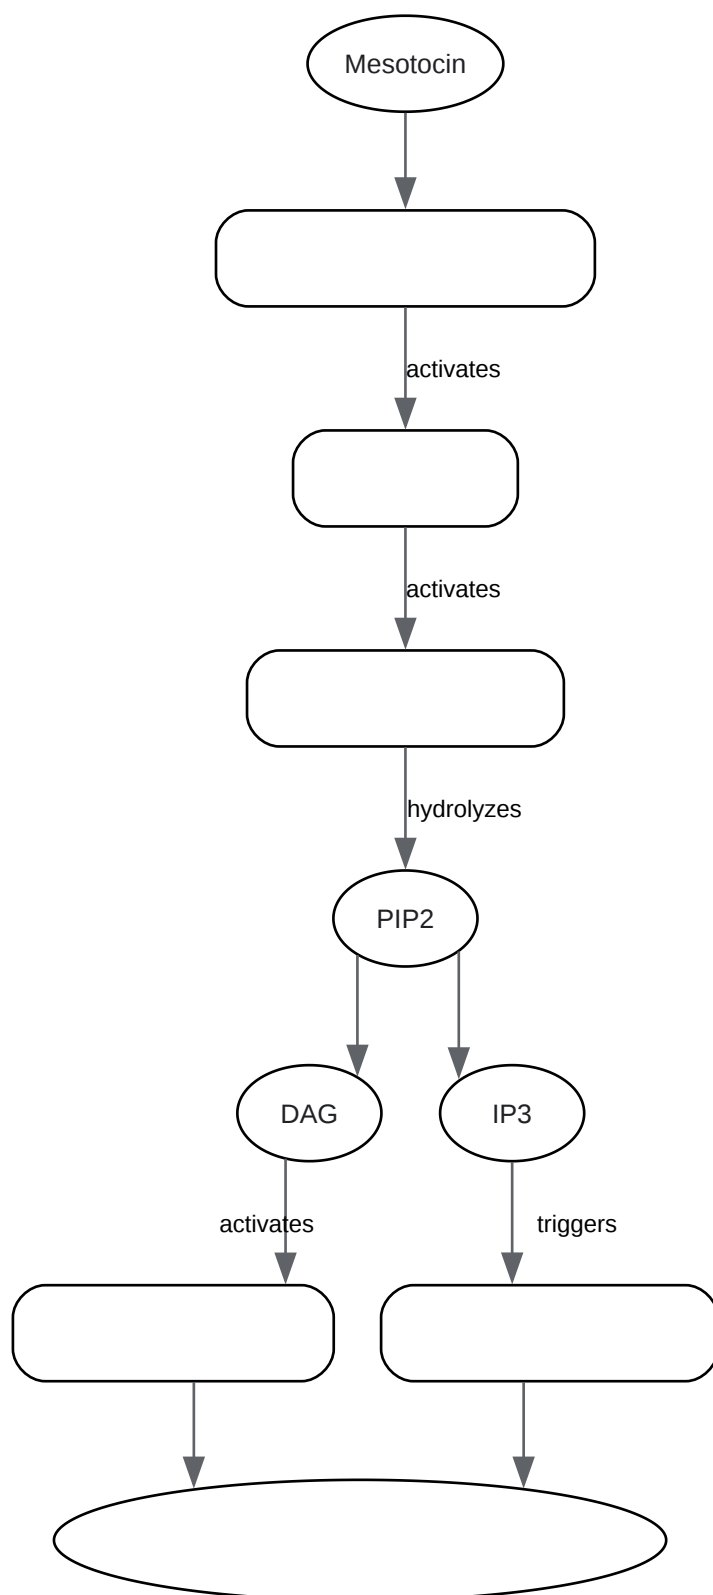 Mesotocin
activates
activates
hydrolyzes
PIP2
DAG
IP3
activates
triggers